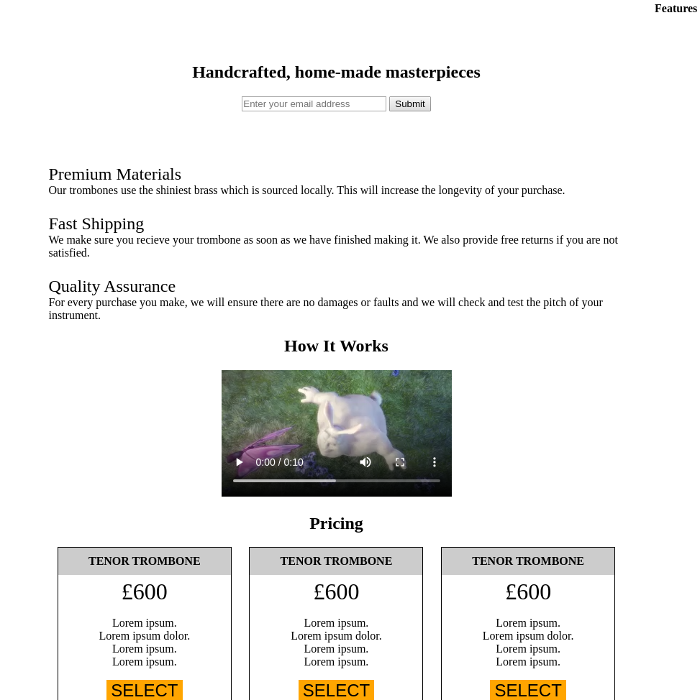 Features
Handcrafted, home-made masterpieces
Enter your email address Submit
Premium Materials
Our trombones use the shiniest brass which is sourced locally. This will increase the longevity of your purchase.
Fast Shipping
We make sure you recieve your trombone as soon as we have finished making it. We also provide free returns if you are not
satisfied.
Quality Assurance
For every purchase you make, we will ensure there are no damages or faults and we will check and test the pitch of your
instrument.
How It Works
0:00 / 0:10
Pricing
TENOR TROMBONE TENOR TROMBONE TENOR TROMBONE
£600 £600 £600
Lorem ipsum. Lorem ipsum. Lorem ipsum.
Lorem ipsum dolor. Lorem ipsum dolor. Lorem ipsum dolor.
Lorem ipsum. Lorem ipsum. Lorem ipsum.
Lorem ipsum. Lorem ipsum. Lorem ipsum.
SELECT SELECT SELECT